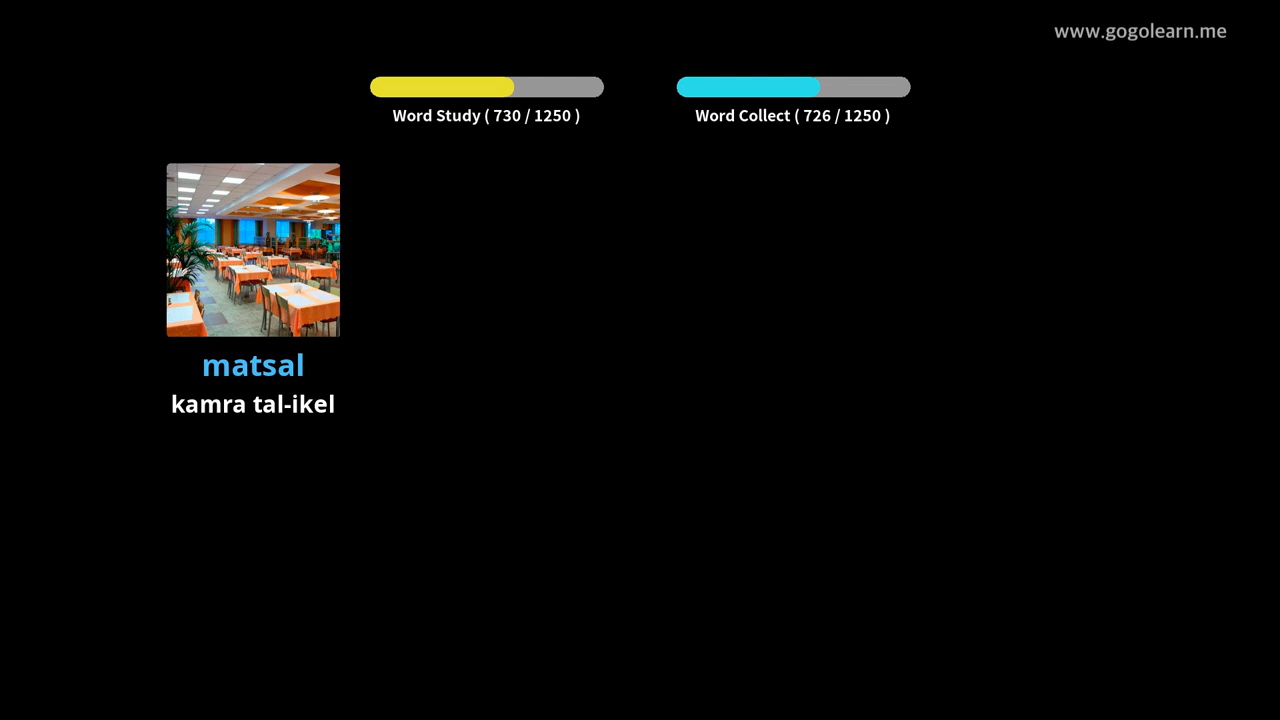 www.gogolearn.me
Word Study ( 730 / 1250 )
Word Collect ( 726 / 1250 )
matsal
kamra tal-ikel